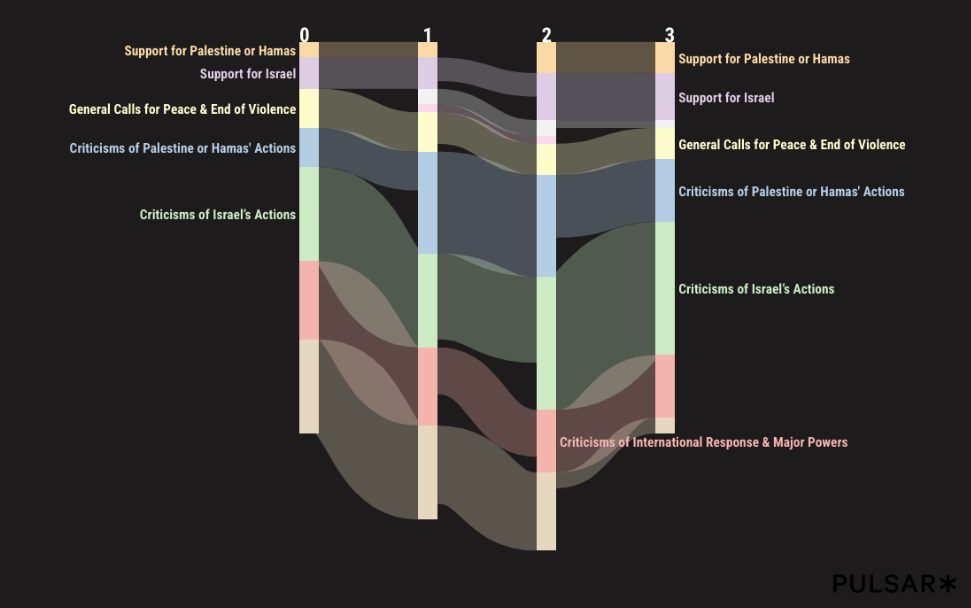 0 1 2 3
Support for Palestine or Hamas
Support for Israel
General Calls for Peace & End of Violence
Criticisms of Palestine or Hamas' Actions
Criticisms of Israel's Actions
Support for Palestine or Hamas
Support for Israel
General Calls for Peace & End of Violence
Criticisms of Palestine or Hamas' Actions
Criticisms of Israel's Actions
Criticisms of International Response & Major Powers
PULSAR*